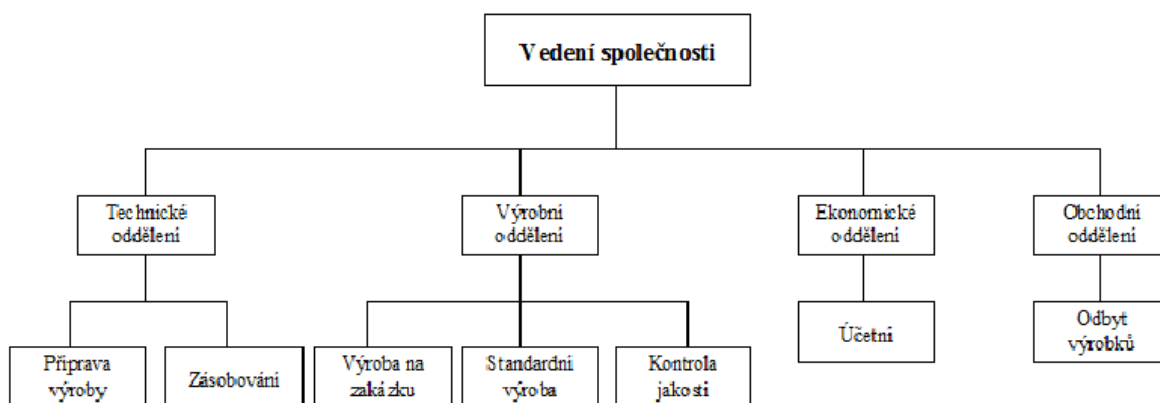 Vedení společnosti
Technické
oddělení
Výrobní
oddělení
Ekonomické
oddělení
Obchodní
oddělení
Příprava
výroby
Zásobování
Výroba na
zakázku
Standardní
výroba
Kontrola
jakosti
Účetní
Odbyt
výrobků